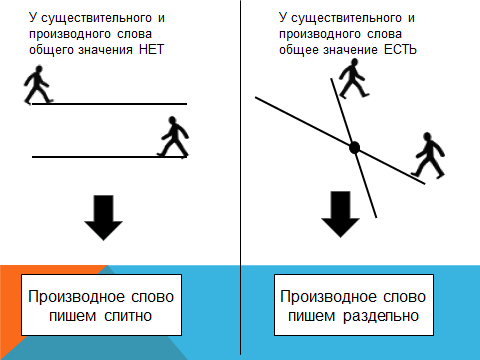 У существительного и
производного слова
общего значения НЕТ
У существительного и
производного слова
общее значение ЕСТЬ
Производное слово
пишем слитно
Производное слово
пишем раздельно